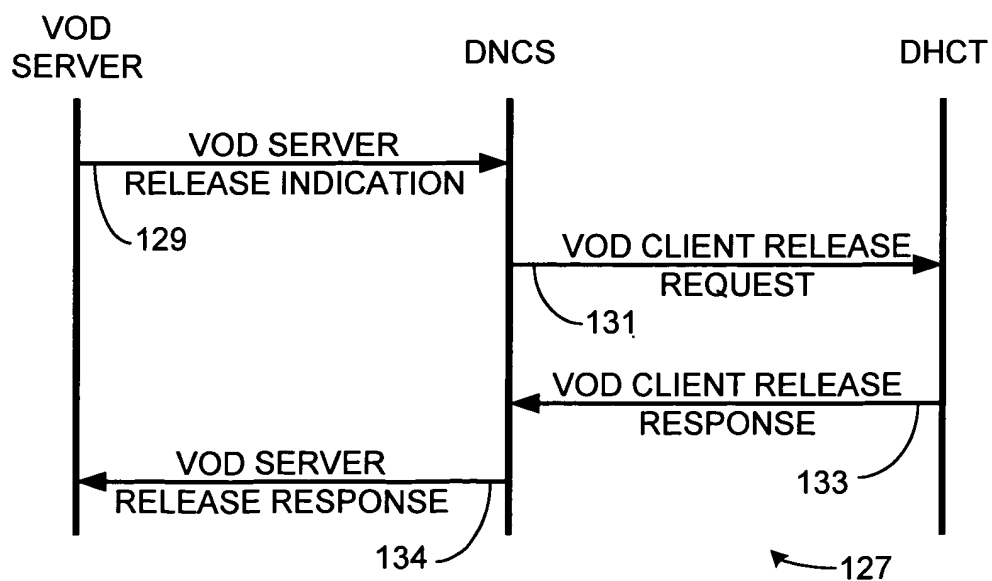 VOD
SERVER
DNCS
DHCT
VOD SERVER
RELEASE INDICATION
129
VOD CLIENT RELEASE
REQUEST
131
VOD CLIENT RELEASE
RESPONSE
133
VOD SERVER
RELEASE RESPONSE
134
127